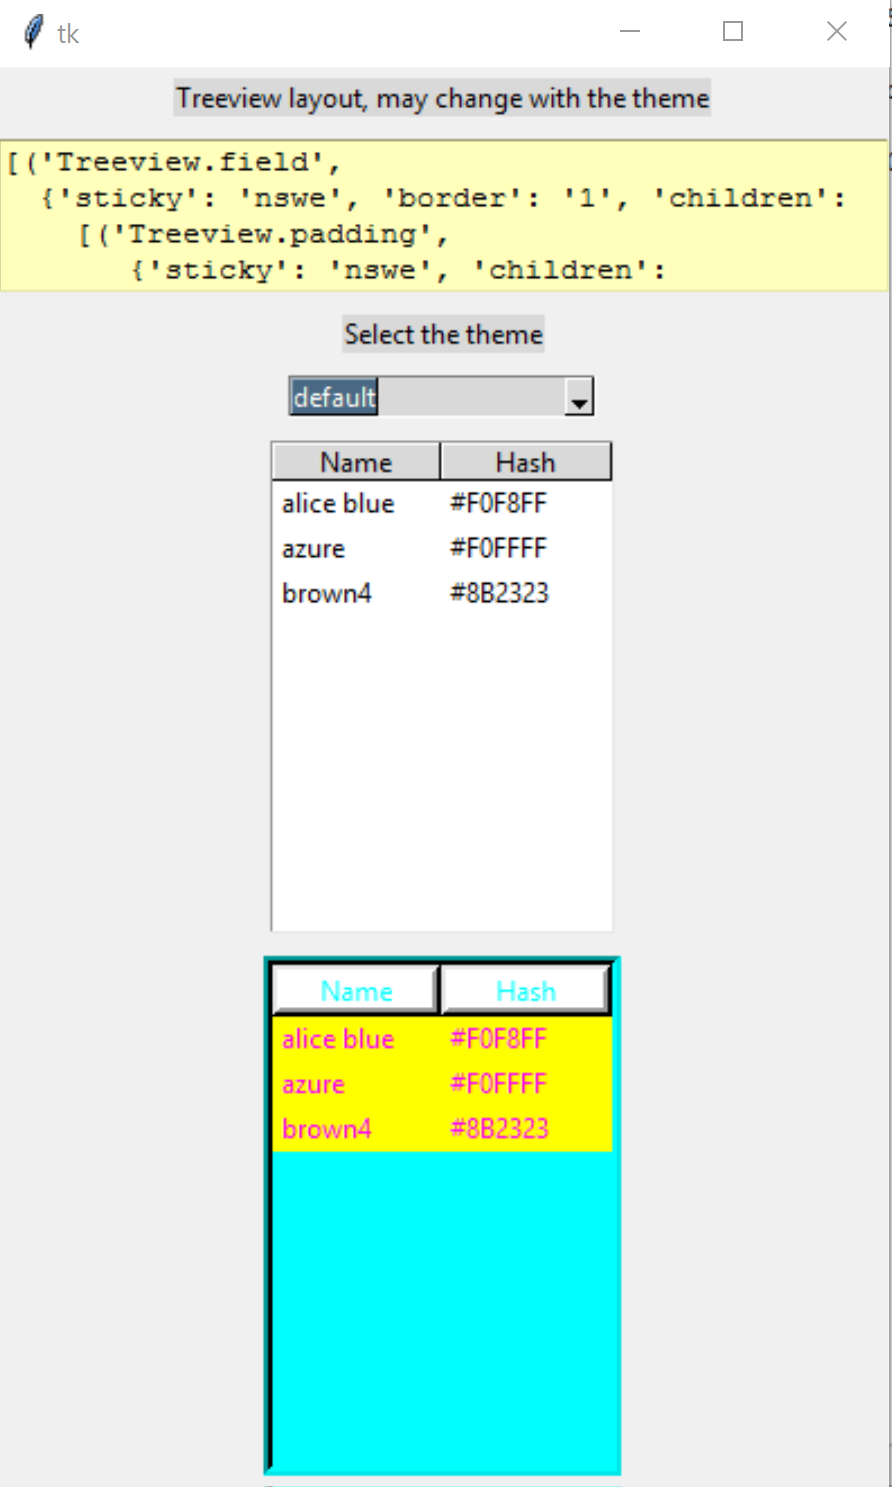 tk
Treeview layout, may change with the theme
[('Treeview.field',
{'sticky': 'nswe', 'border': '1', 'children':
[('Treeview.padding',
{'sticky': 'nswe', 'children':
Select the theme
default
Name Hash
alice blue #F0F8FF
azure #F0FFFF
brown4 #8B2323
Name Hash
alice blue #F0F8FF
azure #F0FFFF
brown4 #8B2323